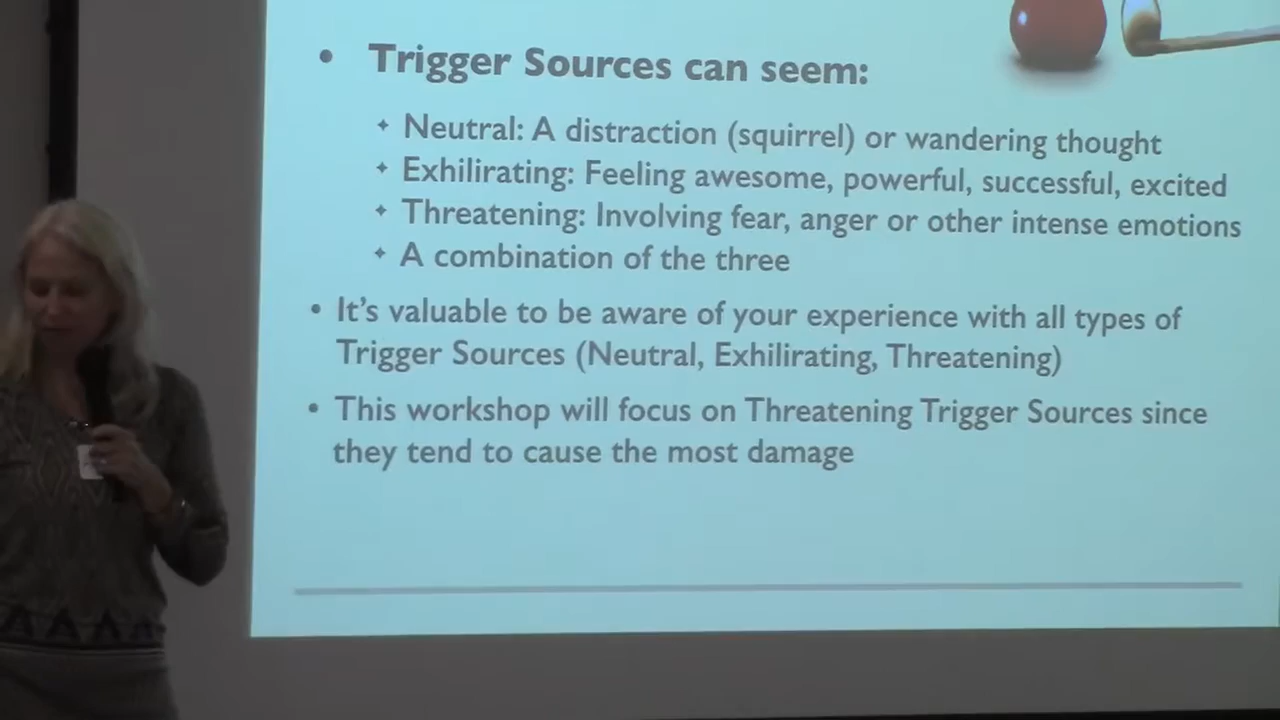 • Trigger Sources can seem:
✦ Neutral: A distraction (squirrel) or wandering thought
✦ Exhilirating: Feeling awesome, powerful, successful, excited
✦ Threatening: Involving fear, anger or other intense emotions
✦ A combination of the three
• It's valuable to be aware of your experience with all types of
Trigger Sources (Neutral, Exhilirating, Threatening)
• This workshop will focus on Threatening Trigger Sources since
they tend to cause the most damage